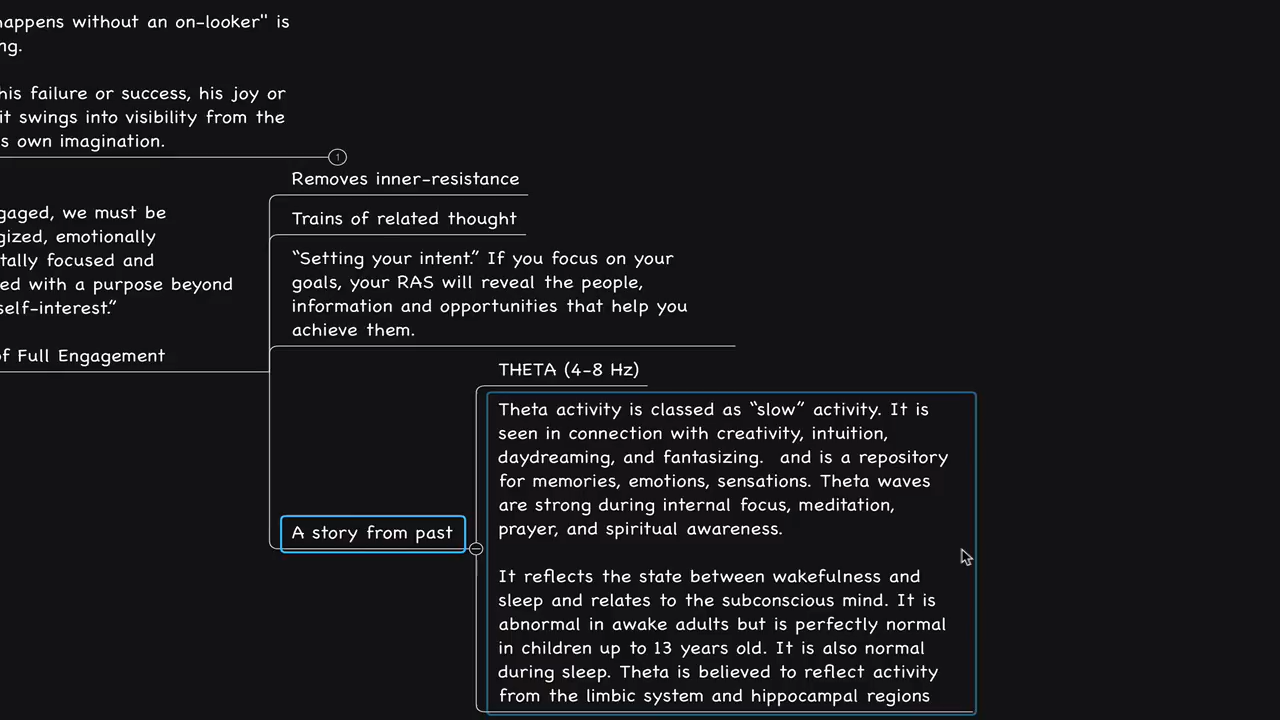 happens without an on-looker" is
ng.
his failure or success, his joy or
it swings into visibility from the
s own imagination.
1
Removes inner-resistance
Trains of related thought
gaged, we must be
gized, emotionally
tally focused and
ed with a purpose beyond
self-interest.”
of Full Engagement
“Setting your intent.” If you focus on your
goals, your RAS will reveal the people,
information and opportunities that help you
achieve them.
A story from past
THETA (4-8 Hz)
Theta activity is classed as “slow” activity. It is
seen in connection with creativity, intuition,
daydreaming, and fantasizing.  and is a repository
for memories, emotions, sensations. Theta waves
are strong during internal focus, meditation,
prayer, and spiritual awareness.
It reflects the state between wakefulness and
sleep and relates to the subconscious mind. It is
abnormal in awake adults but is perfectly normal
in children up to 13 years old. It is also normal
during sleep. Theta is believed to reflect activity
from the limbic system and hippocampal regions